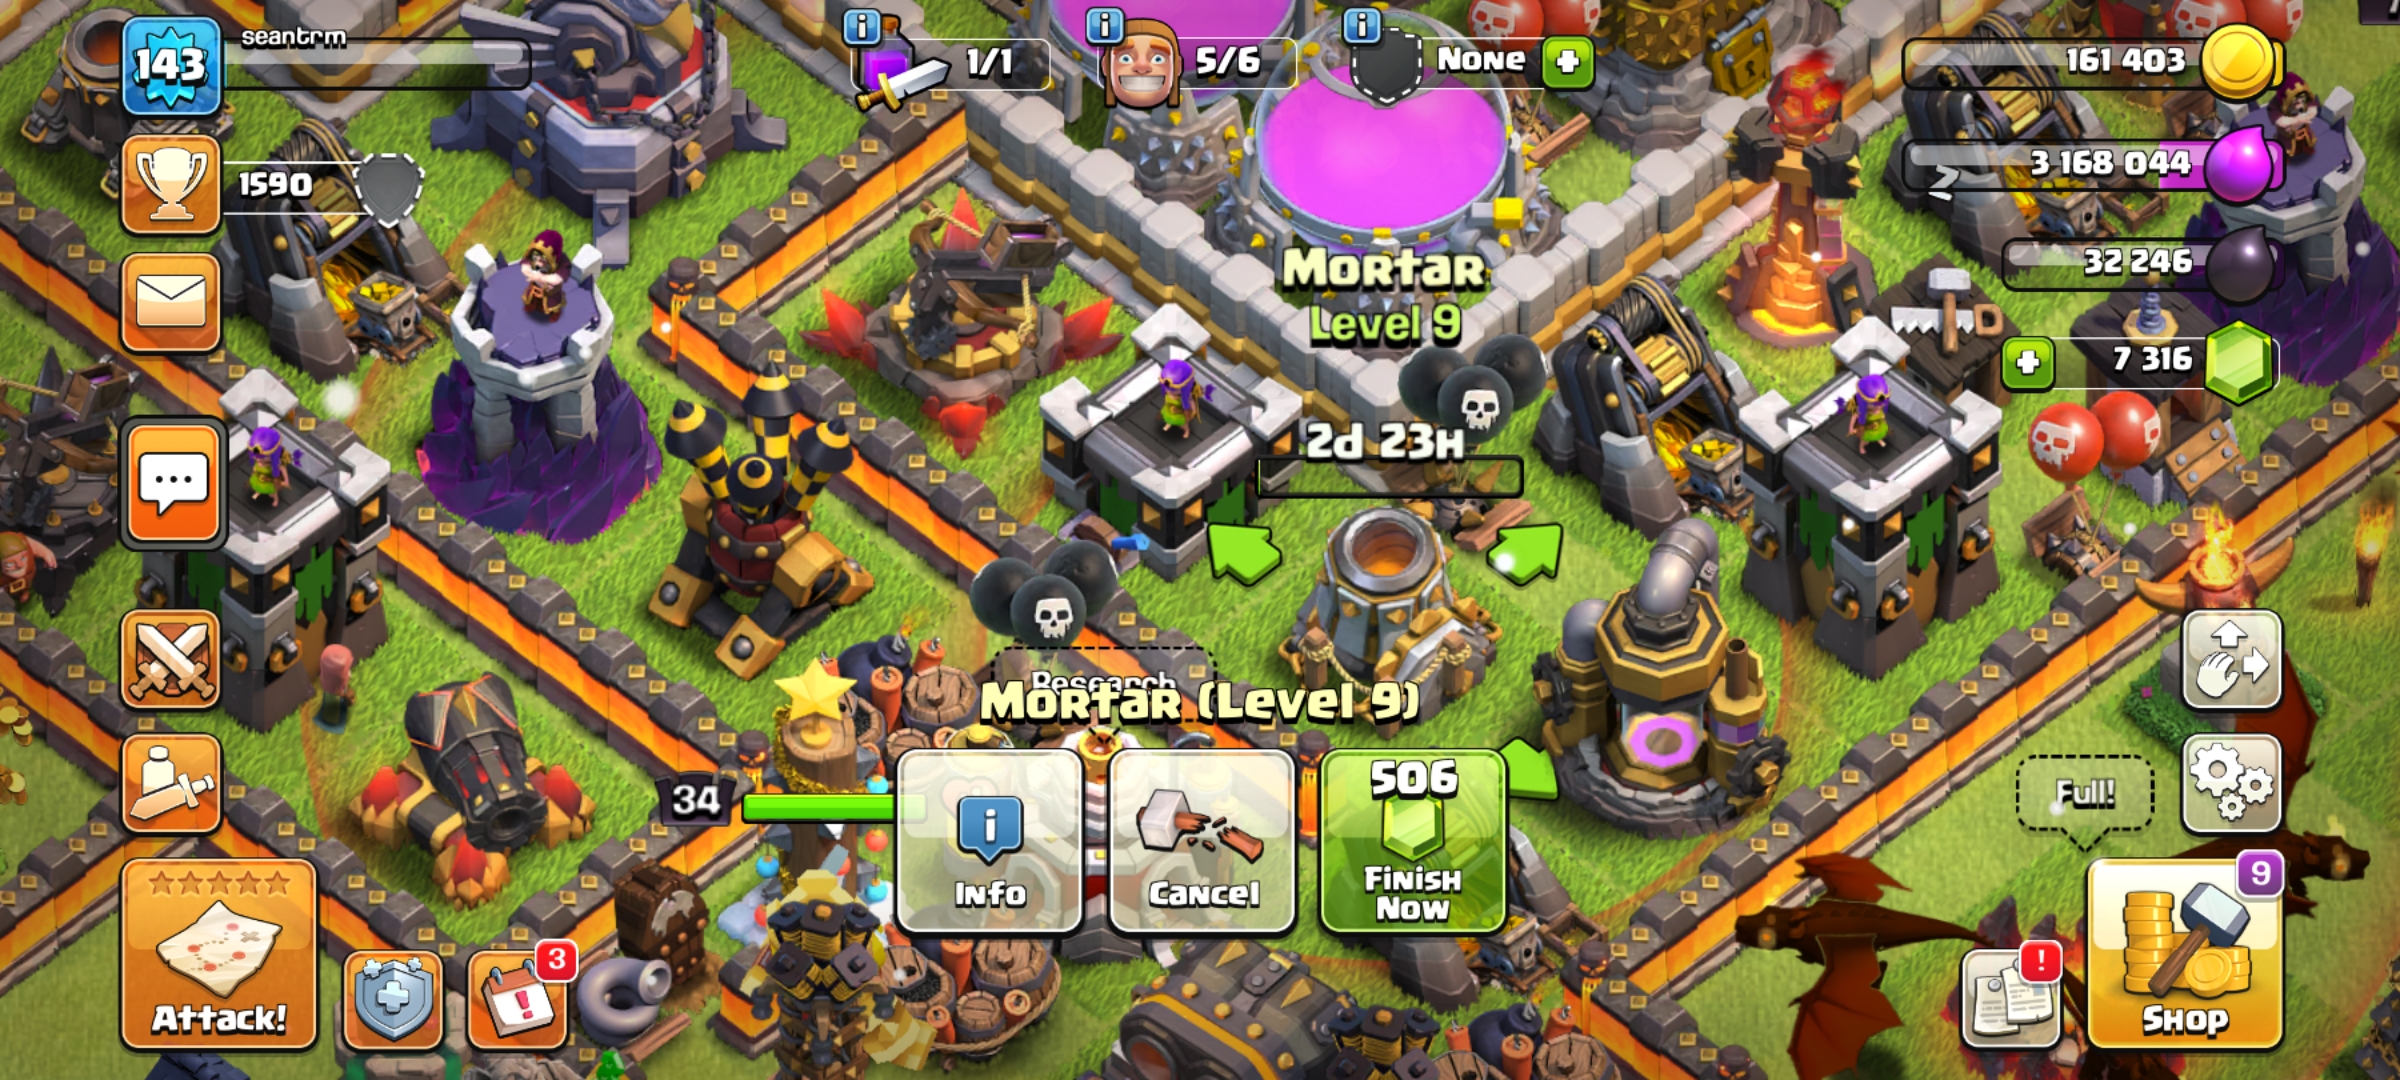 143
seantrm
1/1
5/6
None
161 403
1590
3 168 044
32 246
7 316
Mortar
Level 9
2d 23H
Research
Mortar (Level 9)
34
Info
Cancel
506
Finish
Now
Full!
9
Attack!
3
!
Shop